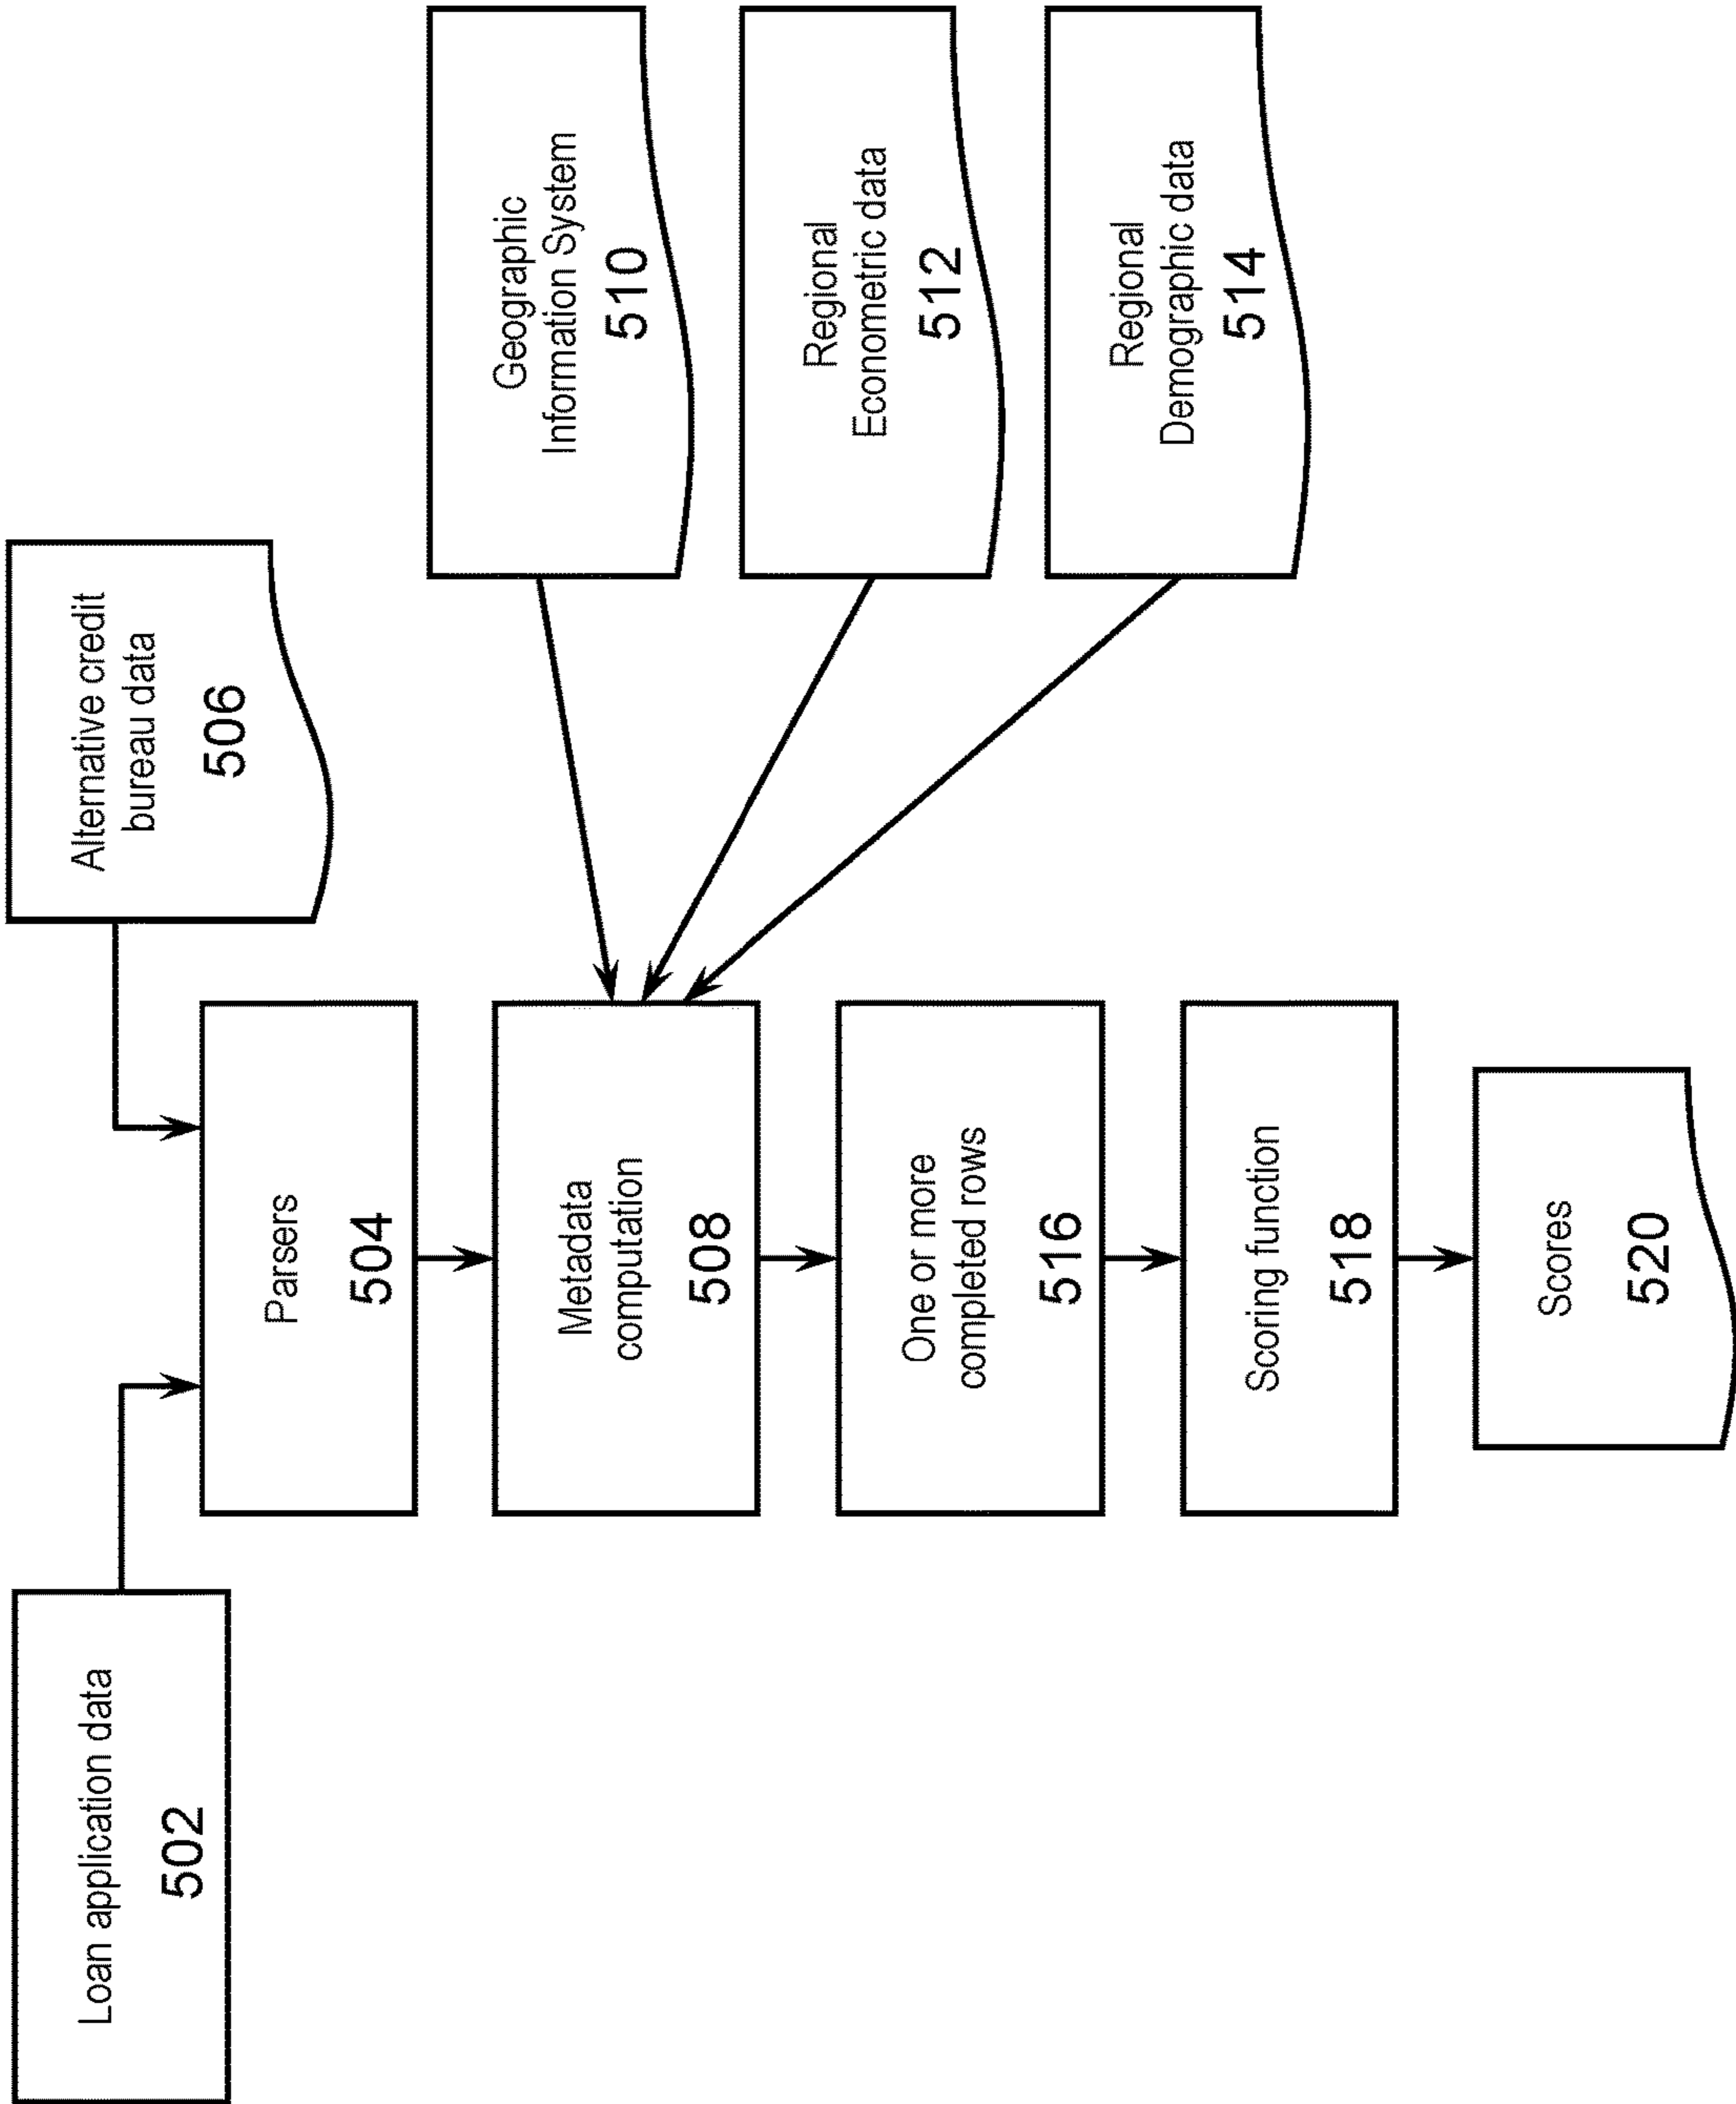 Loan application data
502
Alternative credit
bureau data
506
Parsers
504
Metadata
computation
508
Geographic
Information System
510
Regional
Econometric data
512
Regional
Demographic data
514
One or more
completed rows
516
Scoring function
518
Scores
520